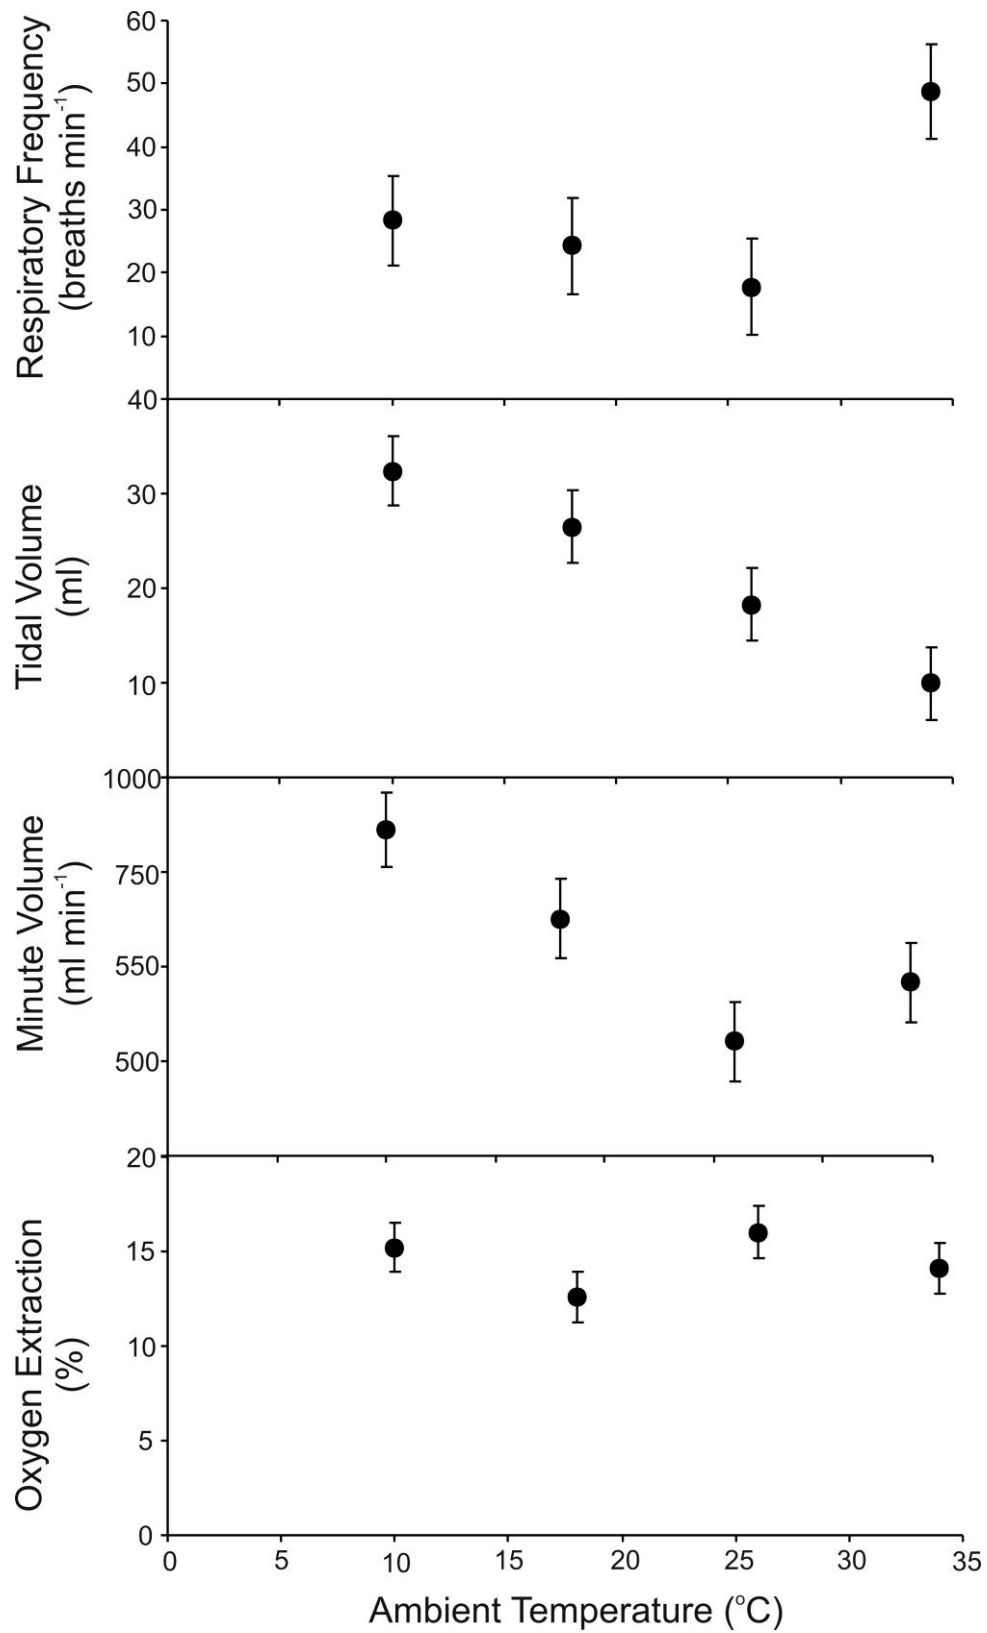 Respiratory Frequency
(breaths min⁻¹)
60
50
40
30
20
10
Tidal Volume
(ml)
40
30
20
10
Minute Volume
(ml min⁻¹)
1000
750
550
500
Oxygen Extraction
(%)
20
15
10
5
0
0 5 10 15 20 25 30 35
Ambient Temperature (°C)